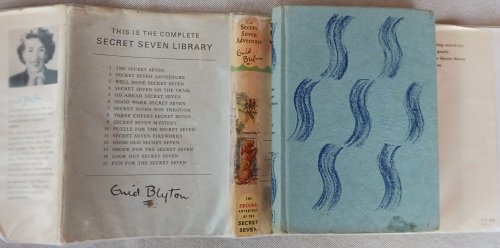 THIS IS THE COMPLETE
SECRET SEVEN LIBRARY
1 THE SECRET SEVEN
2 SECRET SEVEN ADVENTURE
3 WELL DONE SECRET SEVEN
4 SECRET SEVEN ON THE TRAIL
5 GO AHEAD SECRET SEVEN
6 GOOD WORK SECRET SEVEN
7 SECRET SEVEN WIN THROUGH
8 THREE CHEERS SECRET SEVEN
9 SECRET SEVEN MYSTERY
10 PUZZLE FOR THE SECRET SEVEN
11 SECRET SEVEN FIREWORKS
12 GOOD OLD SECRET SEVEN
13 SHOCK FOR THE SECRET SEVEN
14 LOOK OUT SECRET SEVEN
15 FUN FOR THE SECRET SEVEN
Enid Blyton
Secret
Seven
Adventure
Enid
Blyton
THE
SECOND
ADVENTURE
OF THE
SECRET
SEVEN
search for
Secret Seven